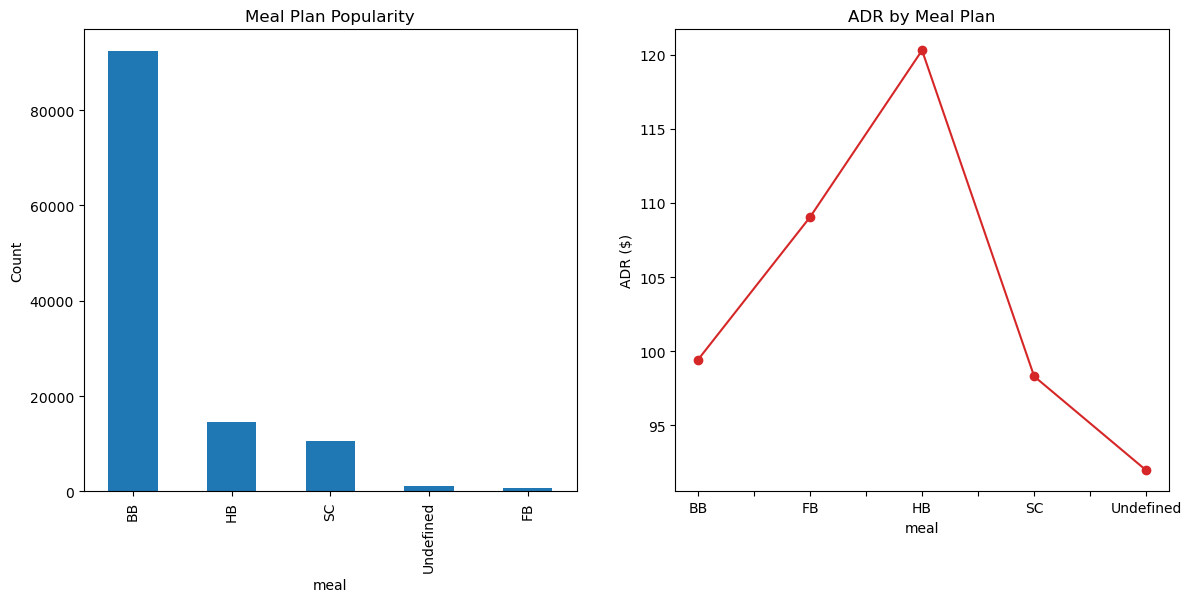 Meal Plan Popularity
Count
80000
60000
40000
20000
0
BB
HB
SC
Undefined
FB
meal
ADR by Meal Plan
ADR ($)
120
115
110
105
100
95
BB
FB
HB
SC
Undefined
meal